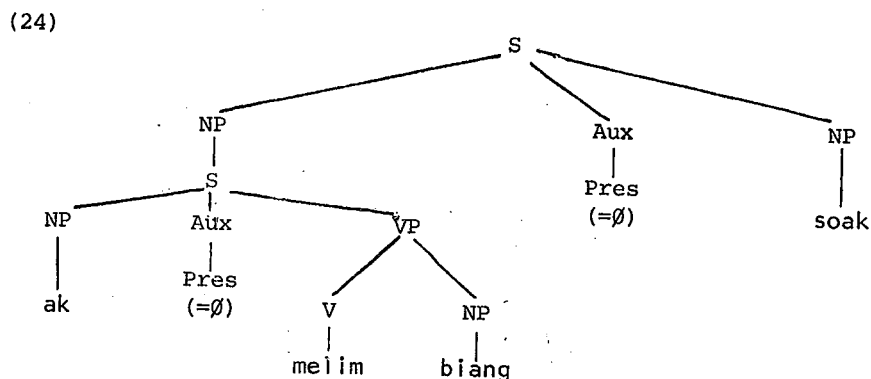 (24)
S
NP Aux NP
Pres
(=Ø)
soak
S
NP Aux VP
Pres
(=Ø)
ak
V NP
melim biang